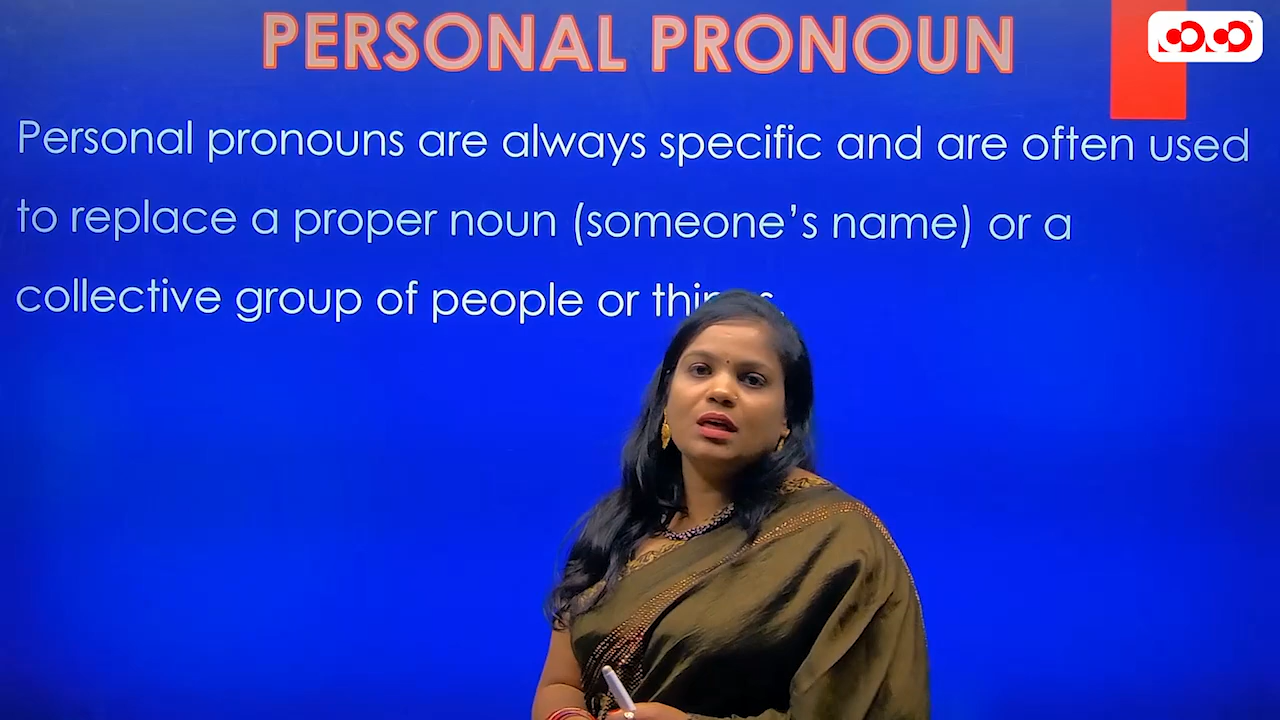 PERSONAL PRONOUN
Personal pronouns are always specific and are often used
to replace a proper noun (someone’s name) or a
collective group of people or